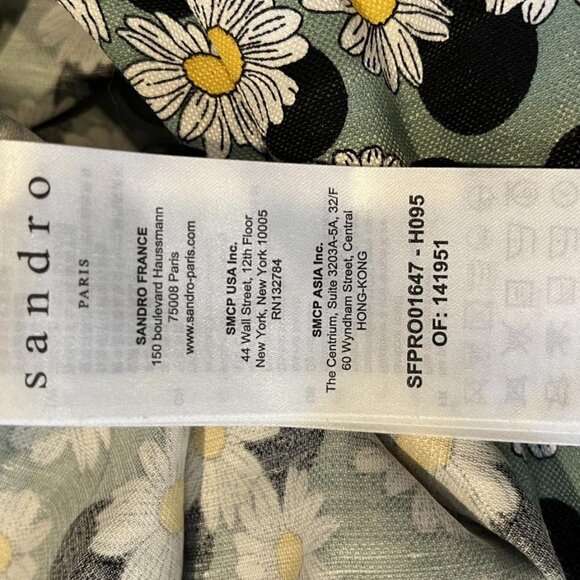 sandro
PARIS
SANDRO FRANCE
150 boulevard Haussmann
75008 Paris
www.sandro-paris.com
SMCP USA Inc.
44 Wall Street, 12th Floor
New York, New York 10005
RN132784
SMCP ASIA Inc.
The Centrium, Suite 3203A-5A, 32/F
60 Wyndham Street, Central
HONG-KONG
SFPRO01647 - H095
OF: 141951